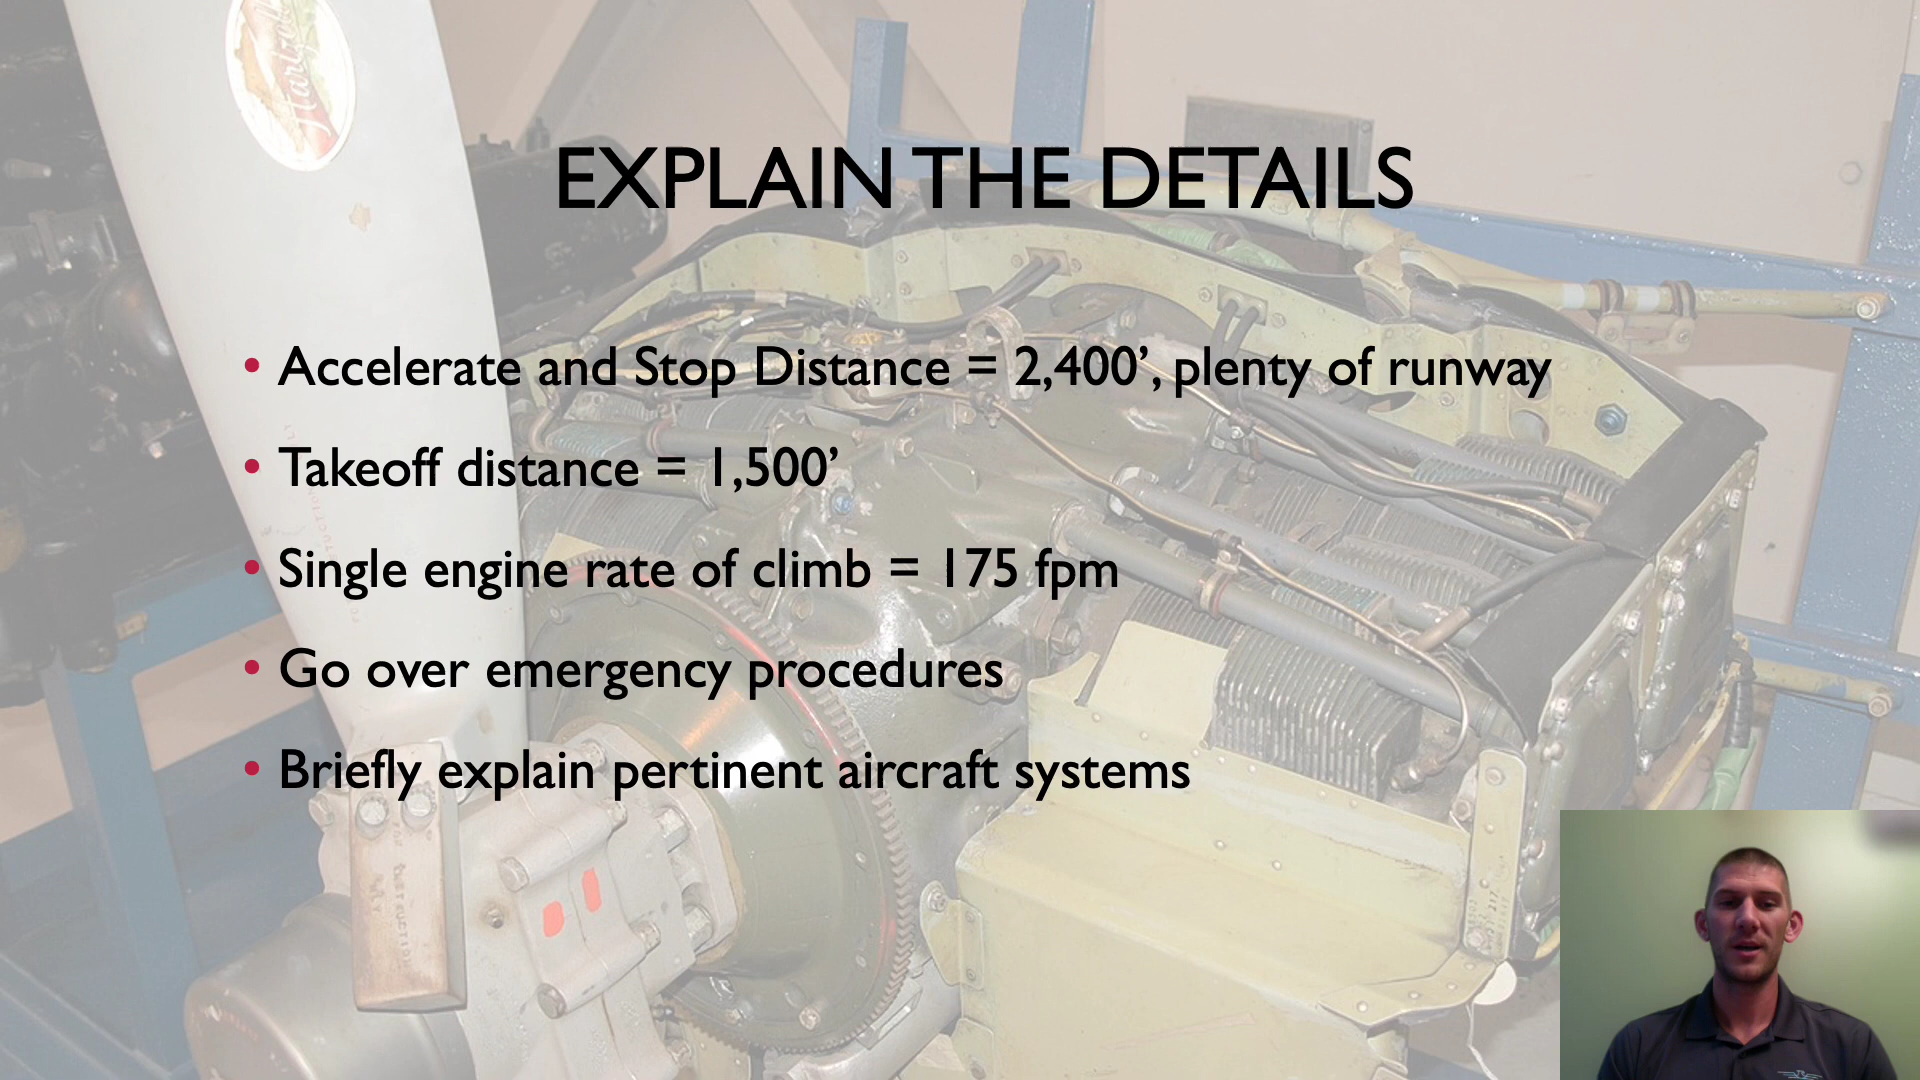 Hartzell
EXPLAIN THE DETAILS
• Accelerate and Stop Distance = 2,400’, plenty of runway
• Takeoff distance = 1,500’
• Single engine rate of climb = 175 fpm
• Go over emergency procedures
• Briefly explain pertinent aircraft systems